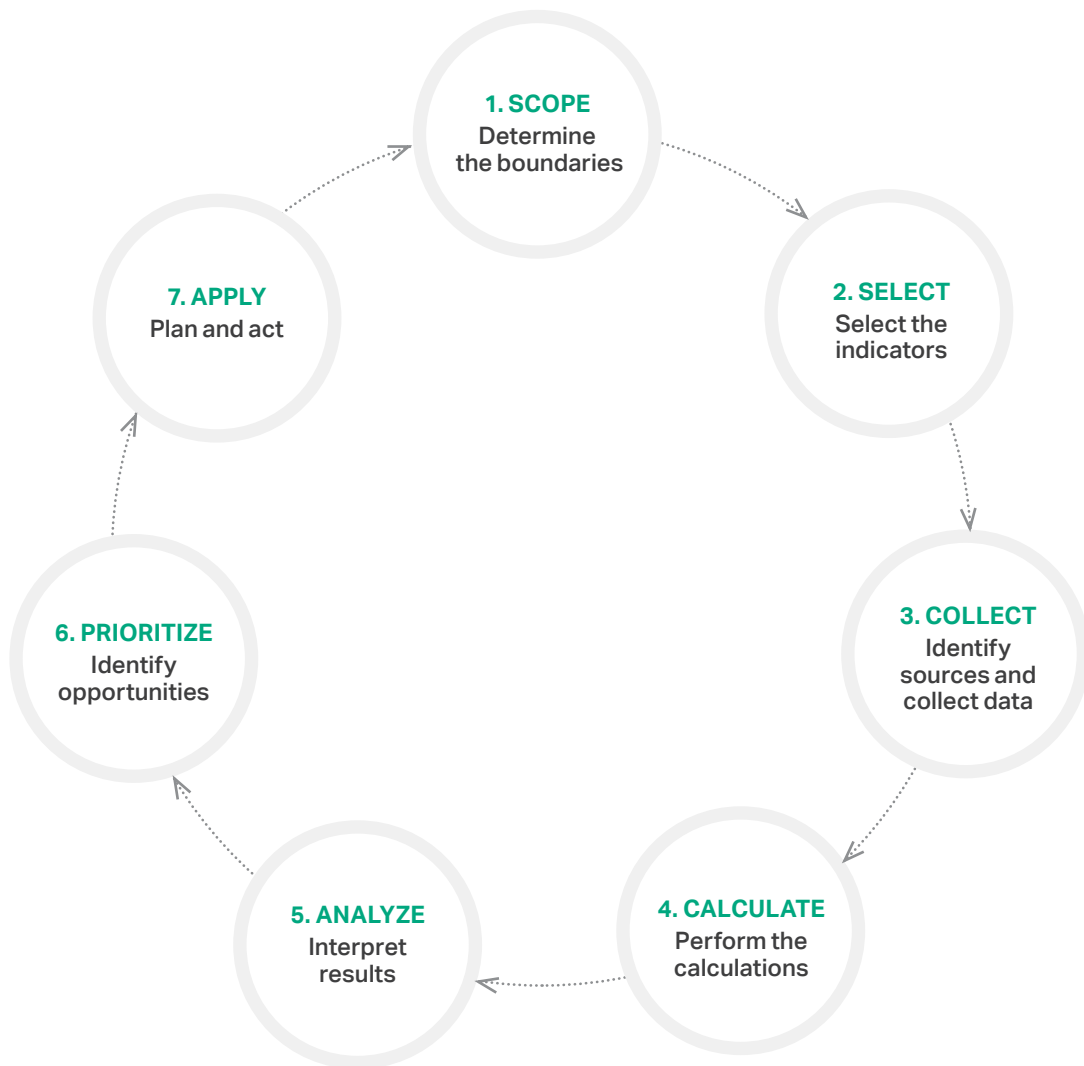 1. SCOPE
Determine
the boundaries
2. SELECT
Select the
indicators
3. COLLECT
Identify
sources and
collect data
4. CALCULATE
Perform the
calculations
5. ANALYZE
Interpret
results
6. PRIORITIZE
Identify
opportunities
7. APPLY
Plan and act